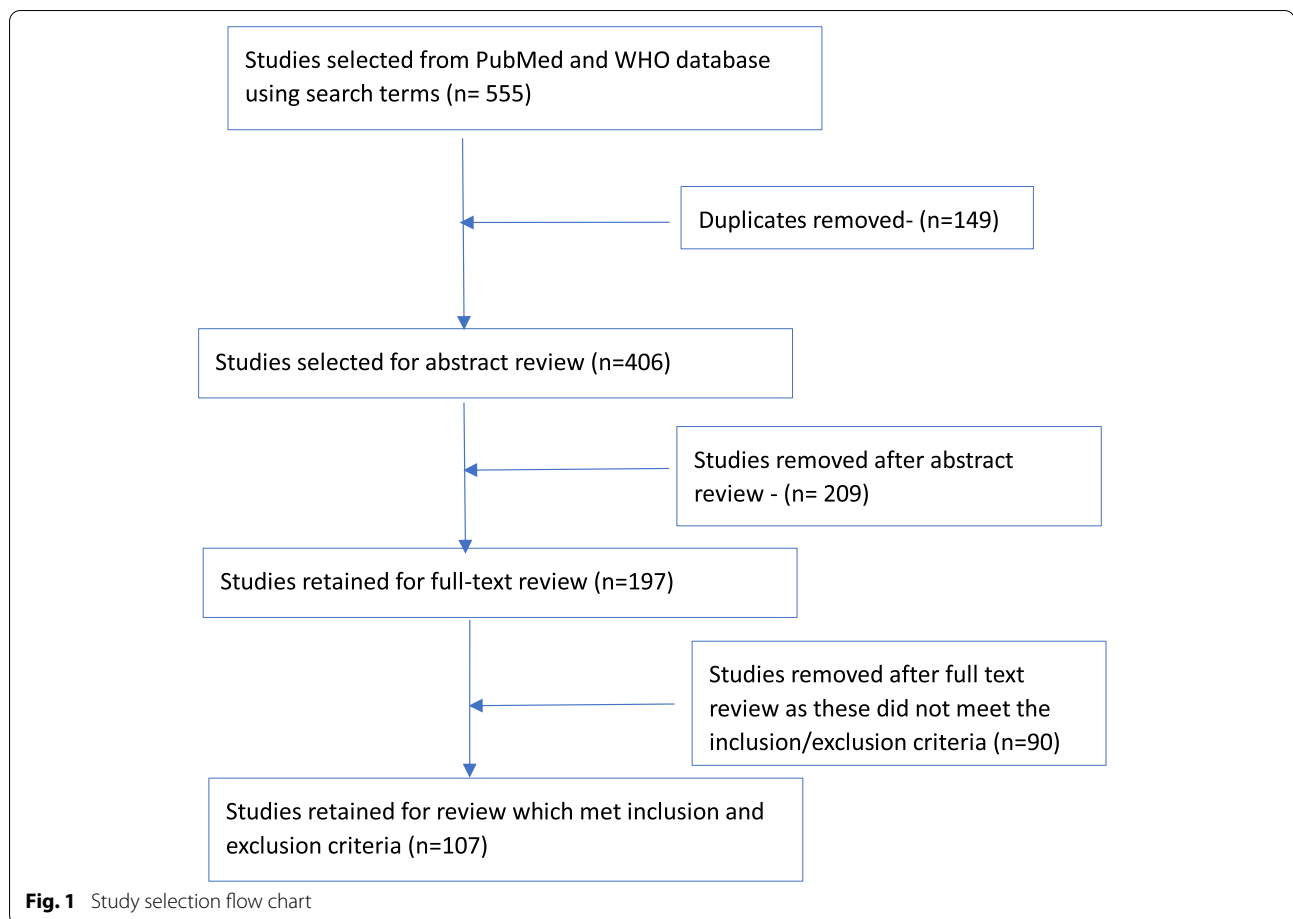 Studies selected from PubMed and WHO database
using search terms (n= 555)
Duplicates removed- (n=149)
Studies selected for abstract review (n=406)
Studies removed after abstract
review - (n= 209)
Studies retained for full-text review (n=197)
Studies removed after full text
review as these did not meet the
inclusion/exclusion criteria (n=90)
Studies retained for review which met inclusion and
exclusion criteria (n=107)
Fig. 1 Study selection flow chart